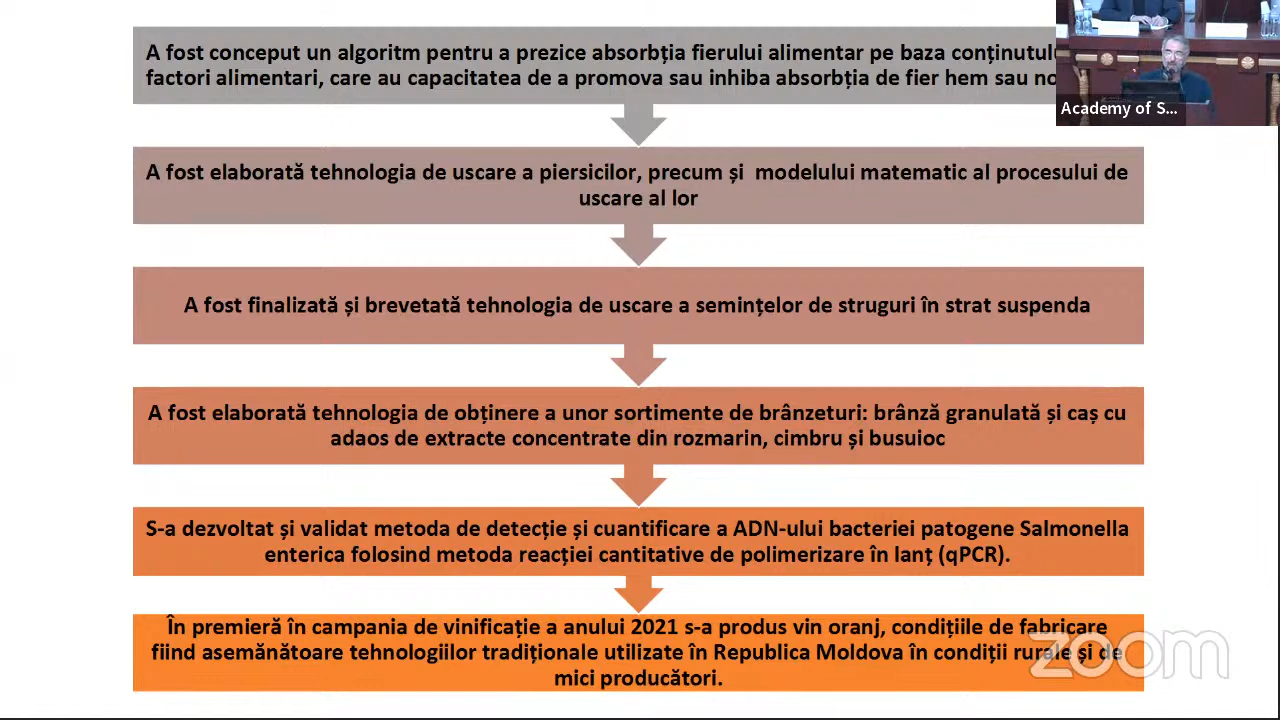 A fost conceput un algoritm pentru a prezice absorbția fierului alimentar pe baza
factori alimentari, care au capacitatea de a promova sau inhiba absorbția de fier hem sau
Academy of S...
A fost elaborată tehnologia de uscare a piersicilor, precum și modelului matematic al procesului de
uscare al lor
A fost finalizată și brevetată tehnologia de uscare a semințelor de struguri în strat suspenda
A fost elaborată tehnologia de obținere a unor sortimente de brânzeturi: brânză granulată și caș cu
adaos de extracte concentrate din rozmarin, cimbru și busuioc
S-a dezvoltat și validat metoda de detecție și cuantificare a ADN-ului bacteriei patogene Salmonella
enterica folosind metoda reacției cantitative de polimerizare în lanț (qPCR).
În premieră în campania de vinificație a anului 2021 s-a produs vin oranj, condițiile de fabricare
fiind asemănătoare tehnologiilor tradiționale utilizate în Republica Moldova în condiții rurale și de
mici producători.
zoom